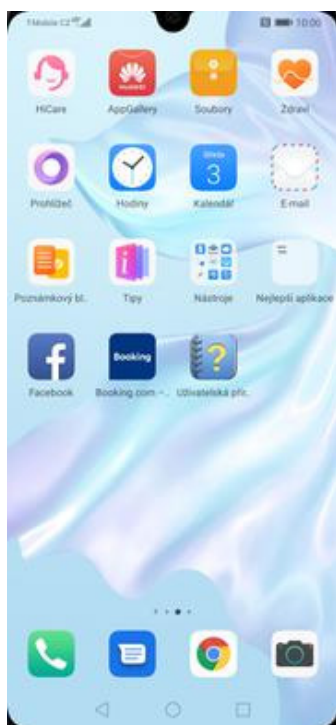 T-Mobile CZ 10:00
HUAWEI
HiCare AppGallery Soubory Zdraví
Středa
3
Prohlížeč Hodiny Kalendář E-mail
Poznámkový bl.. Tipy Nástroje Nejlepší aplikace
Booking
Facebook Booking.com –.. Uživatelská přír..